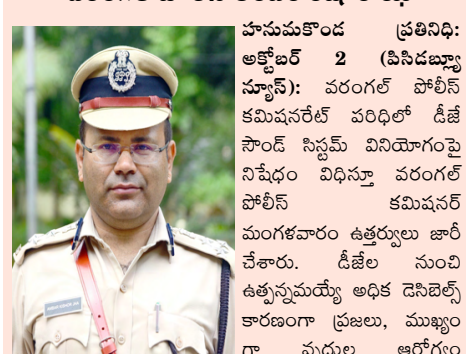 హనుమకొండ ప్రతినిధి:
అక్టోబర్ 2 (పిసిడబ్ల్యూ
న్యూస్): వరంగల్ పోలీస్
కమిషనరేట్ పరిధిలో డీజే
సౌండ్ సిస్టమ్ వినియోగంపై
నిషేధం విధిస్తూ వరంగల్
పోలీస్ కమిషనర్
మంగళవారం ఉత్తర్వులు జారీ
చేశారు. డీజేల నుంచి
ఉత్పన్నమయ్యే అధిక డెసిబెల్స్
కారణంగా ప్రజలు, ముఖ్యం
గా వృద్ధుల ఆరోగ్యం